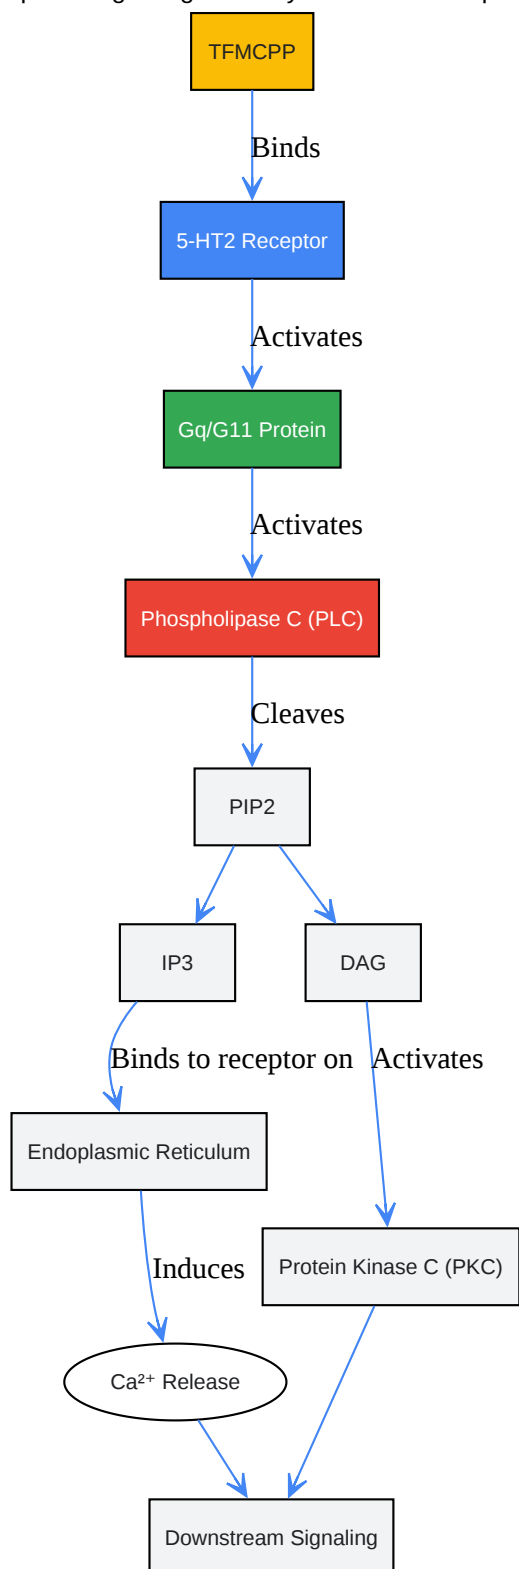 TFMCPP
Binds
5-HT2 Receptor
Activates
Gq/G11 Protein
Activates
Phospholipase C (PLC)
Cleaves
PIP2
IP3
DAG
Binds to receptor on
Activates
Endoplasmic Reticulum
Induces
Protein Kinase C (PKC)
Ca²⁺ Release
Downstream Signaling